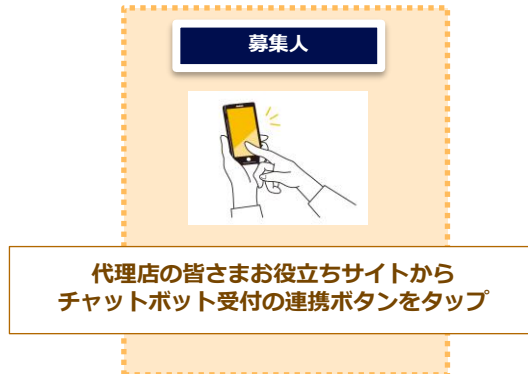 募集人
代理店の皆さまお役立ちサイトから
チャットボット受付の連携ボタンをタップ